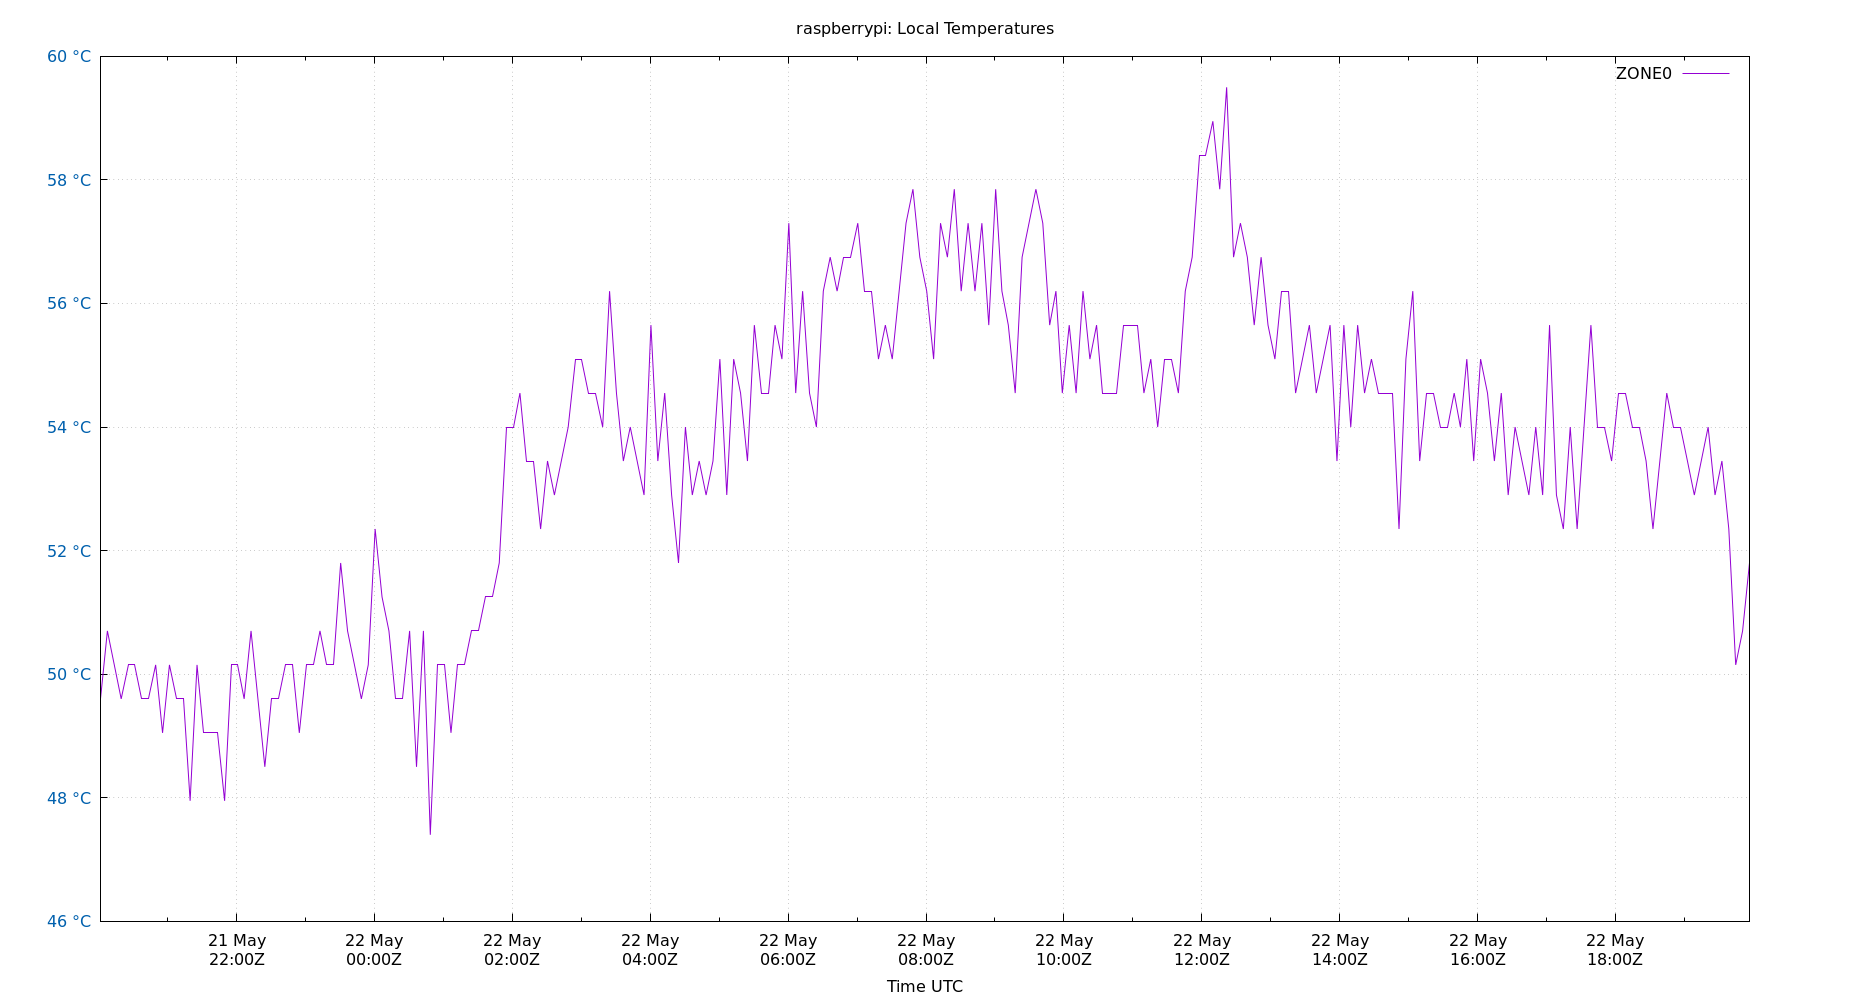 raspberrypi: Local Temperatures
ZONE0
60 °C
58 °C
56 °C
54 °C
52 °C
50 °C
48 °C
46 °C
21 May 22 May 22 May 22 May 22 May 22 May 22 May 22 May 22 May 22 May 22 May
22:00Z 00:00Z 02:00Z 04:00Z 06:00Z 08:00Z 10:00Z 12:00Z 14:00Z 16:00Z 18:00Z
Time UTC